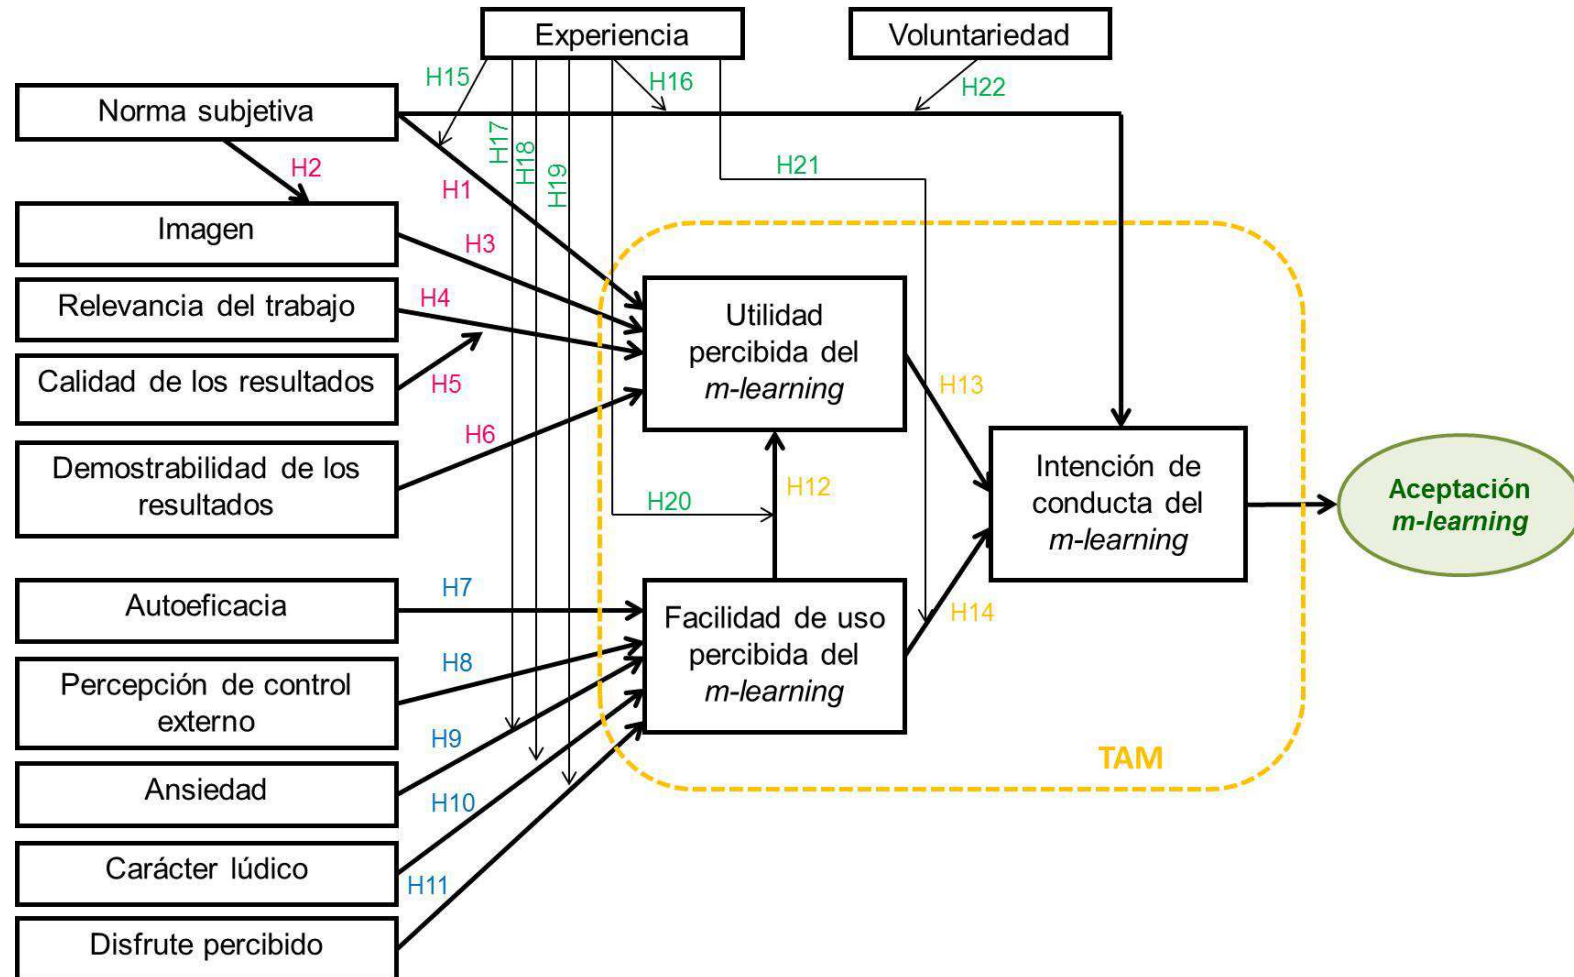 Experiencia
Voluntariedad
H15
H16
H22
Norma subjetiva
H17
H18
H19
H21
H2
H1
Imagen
H3
Relevancia del trabajo
H4
Utilidad
percibida del
m-learning
Calidad de los resultados
H5
H13
H6
Demostrabilidad de los
resultados
H12
H20
Intención de
conducta del
m-learning
Aceptación
m-learning
Autoeficacia
H7
Facilidad de uso
percibida del
m-learning
H14
Percepción de control
externo
H8
H9
TAM
Ansiedad
H10
Carácter lúdico
H11
Disfrute percibido